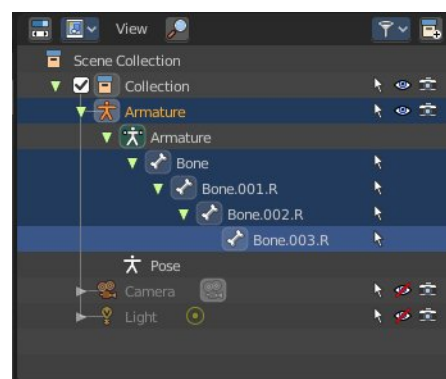 View
Scene Collection
Collection
Armature
Armature
Bone
Bone.001.R
Bone.002.R
Bone.003.R
Pose
Camera
Light